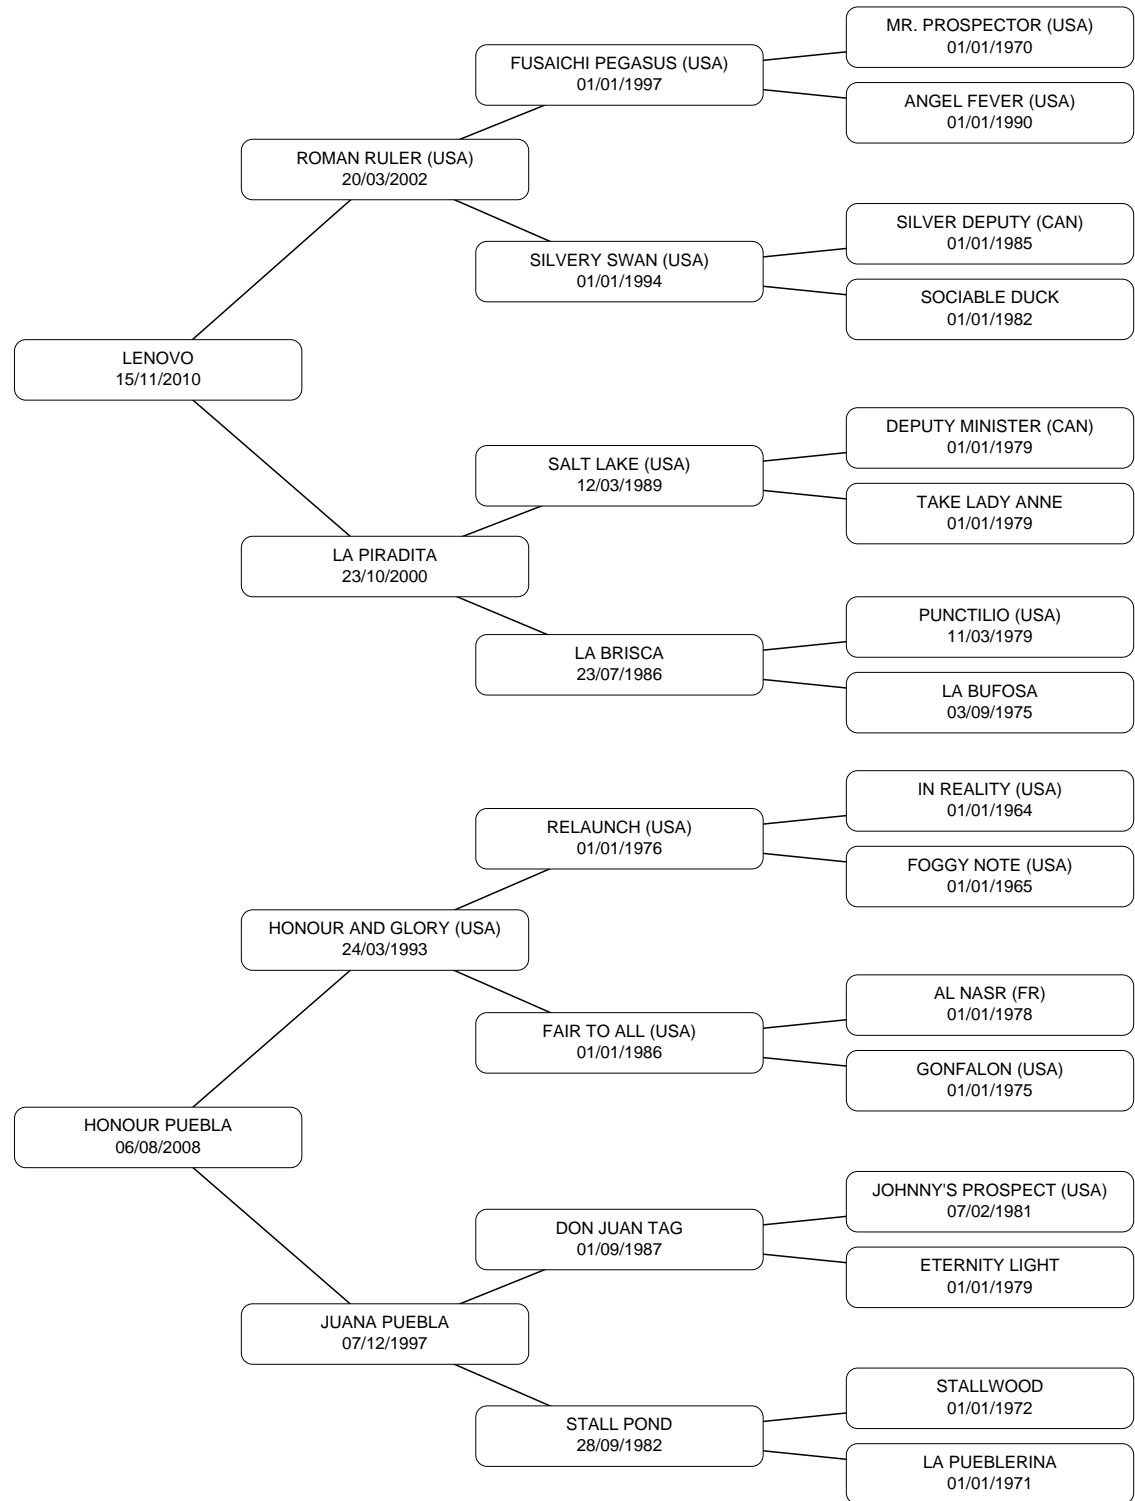 MR. PROSPECTOR (USA)
01/01/1970
FUSAICHI PEGASUS (USA)
01/01/1997
ANGEL FEVER (USA)
01/01/1990
ROMAN RULER (USA)
20/03/2002
SILVER DEPUTY (CAN)
01/01/1985
SILVERY SWAN (USA)
01/01/1994
SOCIABLE DUCK
01/01/1982
LENOVO
15/11/2010
DEPUTY MINISTER (CAN)
01/01/1979
SALT LAKE (USA)
12/03/1989
TAKE LADY ANNE
01/01/1979
LA PIRADITA
23/10/2000
PUNCTILIO (USA)
11/03/1979
LA BRISCA
23/07/1986
LA BUFOSA
03/09/1975
IN REALITY (USA)
01/01/1964
RELAUNCH (USA)
01/01/1976
FOGGY NOTE (USA)
01/01/1965
HONOUR AND GLORY (USA)
24/03/1993
AL NASR (FR)
01/01/1978
FAIR TO ALL (USA)
01/01/1986
GONFALON (USA)
01/01/1975
HONOUR PUEBLA
06/08/2008
JOHNNY'S PROSPECT (USA)
07/02/1981
DON JUAN TAG
01/09/1987
ETERNITY LIGHT
01/01/1979
JUANA PUEBLA
07/12/1997
STALLWOOD
01/01/1972
STALL POND
28/09/1982
LA PUEBLERINA
01/01/1971